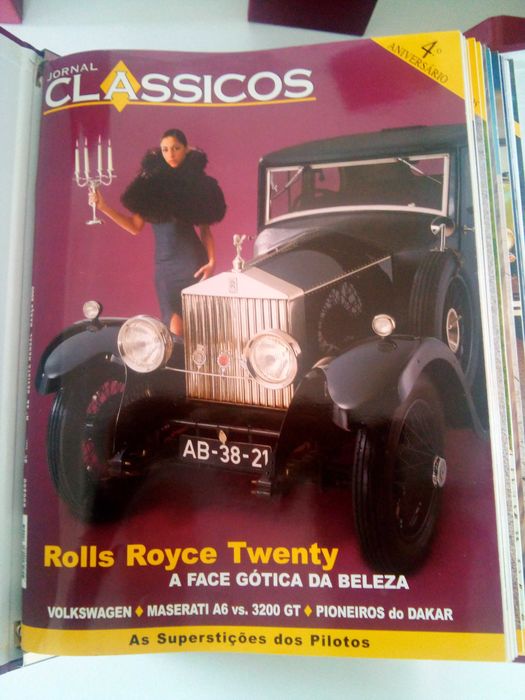 JORNAL
CLÁSSICOS
4º
ANIVERSÁRIO
AB-38-21
Rolls Royce Twenty
A FACE GÓTICA DA BELEZA
VOLKSWAGEN ♦ MASERATI A6 vs. 3200 GT ♦ PIONEIROS do DAKAR
As Superstições dos Pilotos